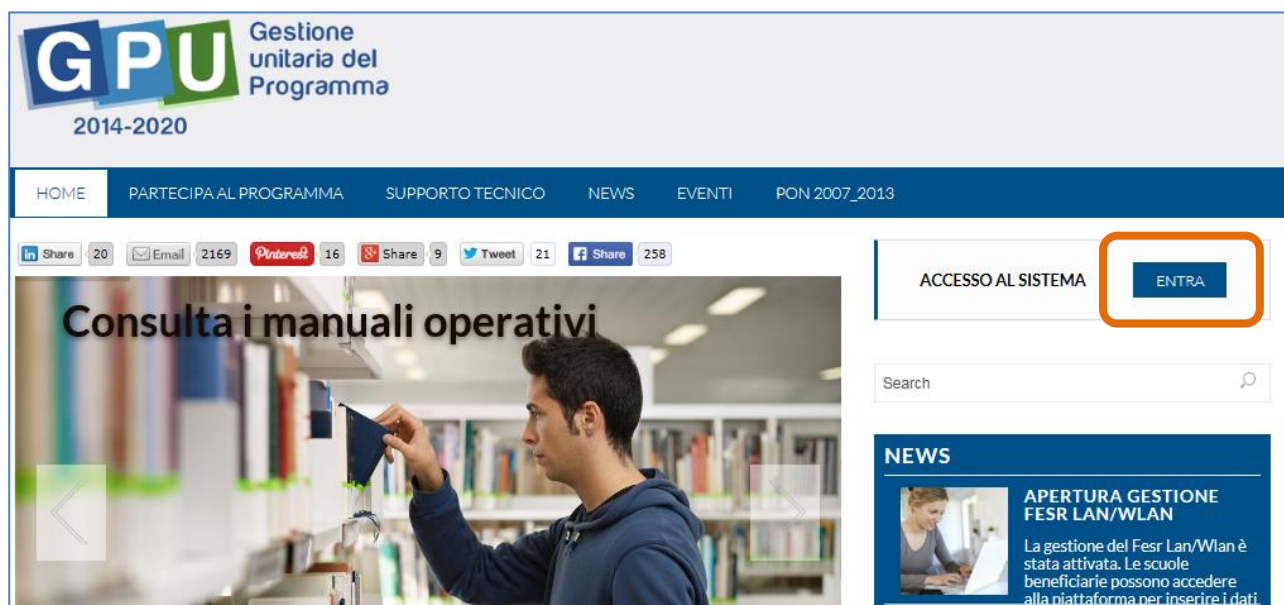 GPU
Gestione
unitaria del
Programma
2014-2020
HOME PARTECIPA AL PROGRAMMA SUPPORTO TECNICO NEWS EVENTI PON 2007_2013
in Share 20 Email 2169 Pinterest 16 8+ Share 9 Tweet 21 f Share 258
ACCESSO AL SISTEMA ENTRA
Consulta i manuali operativi
Search
NEWS
APERTURA GESTIONE
FESR LAN/WLAN
La gestione del Fesr Lan/Wlan è
stata attivata. Le scuole
beneficiarie possono accedere
alla piattaforma per inserire i dati